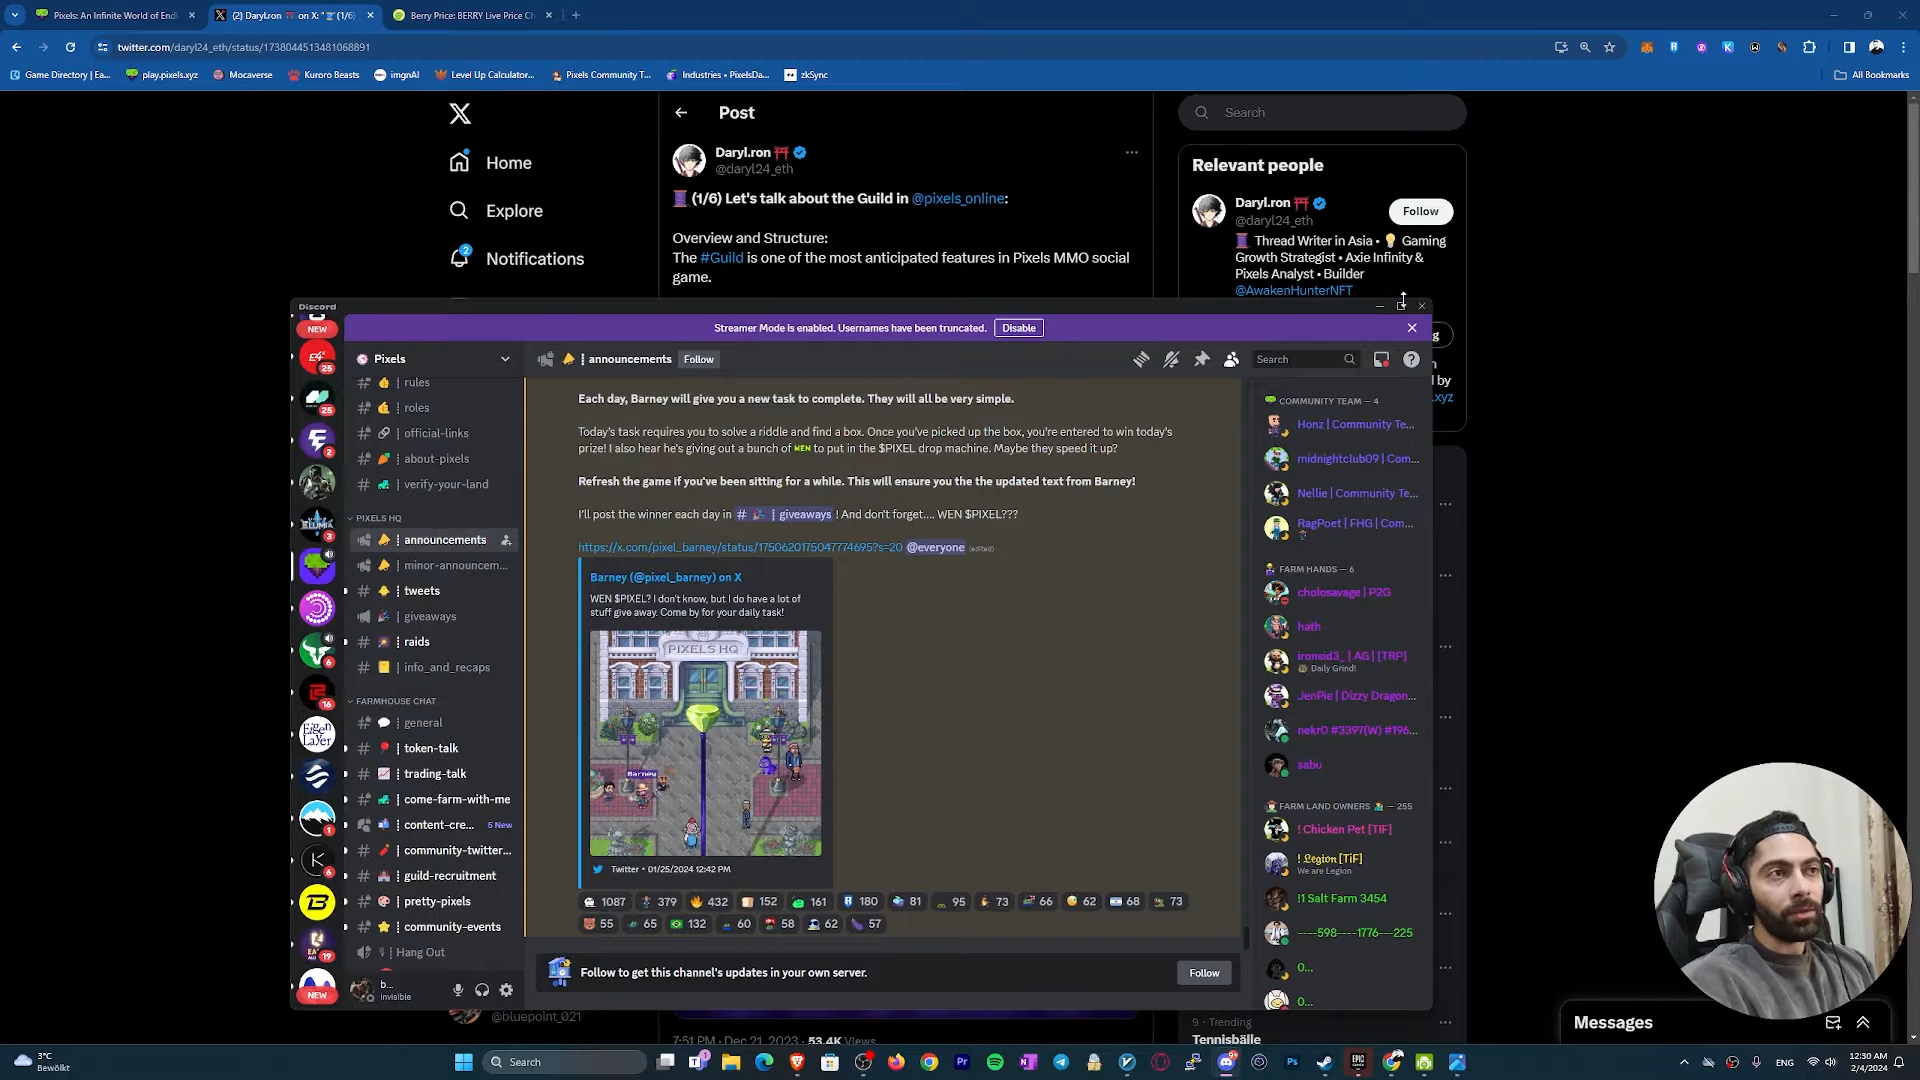 Pixels: An Infinite World of End
(2) Daryl.ron ⛩ on X: "🧵 (1/6)
Berry Price: BERRY Live Price Ch
twitter.com/daryl24_eth/status/1738044513481068891
Game Directory | Ea...
play.pixels.xyz
Mocaverse
Kuroro Beasts
imgnAI
Level Up Calculator...
Pixels Community T...
Industries • PixelsDa...
zkSync
All Bookmarks
Home
Explore
2
Notifications
Post
Daryl.ron ⛩
@daryl24_eth
🧵 (1/6) Let's talk about the Guild in @pixels_online:
Overview and Structure:
The #Guild is one of the most anticipated features in Pixels MMO social
game.
Search
Relevant people
Daryl.ron ⛩
@daryl24_eth
Follow
🧵 Thread Writer in Asia • 💡 Gaming
Growth Strategist • Axie Infinity &
Pixels Analyst • Builder
@AwakenHunterNFT
g
by
.xyz
Discord
Streamer Mode is enabled. Usernames have been truncated.
Disable
NEW
25
25
2
3
6
16
Eigen
Layer
1
6
19
NEW
Pixels
rules
roles
official-links
about-pixels
verify-your-land
PIXELS HQ
announcements
minor-announcem...
tweets
giveaways
raids
info_and_recaps
FARMHOUSE CHAT
general
token-talk
trading-talk
come-farm-with-me
content-cre...
5 New
community-twitter...
guild-recruitment
pretty-pixels
community-events
Hang Out
b...
Invisible
announcements
Follow
Search
Each day, Barney will give you a new task to complete. They will all be very simple.
Today's task requires you to solve a riddle and find a box. Once you've picked up the box, you're entered to win today's
prize! I also hear he's giving out a bunch of WEN to put in the $PIXEL drop machine. Maybe they speed it up?
Refresh the game if you've been sitting for a while. This will ensure you the the updated text from Barney!
I'll post the winner each day in # giveaways ! And don't forget.... WEN $PIXEL???
https://x.com/pixel_barney/status/1750620175047774695?s=20 @everyone (edited)
Barney (@pixel_barney) on X
WEN $PIXEL? I don't know, but I do have a lot of
stuff give away. Come by for your daily task!
PIXELS HQ
Barney
Twitter • 01/25/2024 12:42 PM
1087 379 432 152 161 180 81 95 73 66 62 68 73
55 65 132 60 58 62 57
Follow to get this channel's updates in your own server.
Follow
COMMUNITY TEAM — 4
Honz | Community Te...
midnightclub09 | Com...
Nellie | Community Te...
RagPoet | FHG | Com...
FARM HANDS — 6
cholosavage | P2G
hath
ironsid3_ | AG | [TRP]
Daily Grind!
JenPie | Dizzy Dragon...
nekr0 #3397(W) #196...
sabu
FARM LAND OWNERS — 255
! Chicken Pet [TIF]
! Legion [TiF]
We are Legion
!1 Salt Farm 3454
----598----1776---225
0...
0...
@bluepoint_021
7:51 PM · Dec 21, 2023 · 53.4K Views
9 · Trending
Tennisbälle
Messages
3°C
Bewölkt
Search
ENG
12:30 AM
2/4/2024